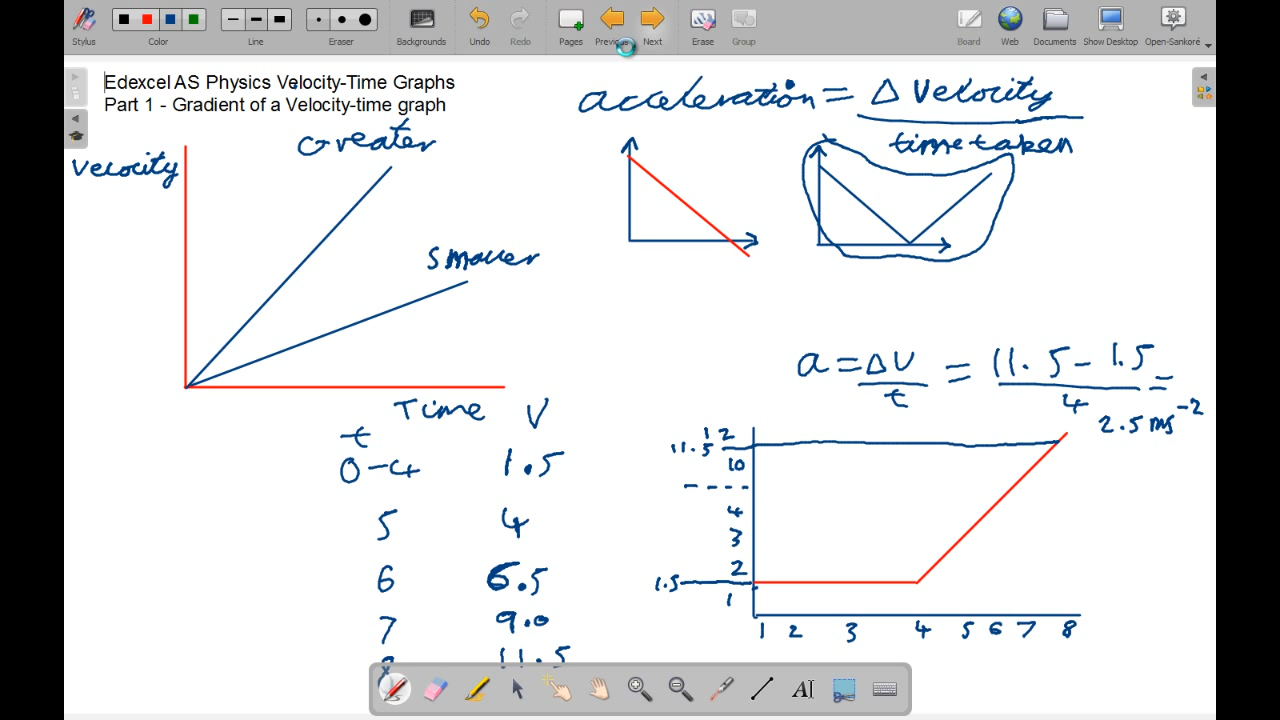 Stylus Color Line Eraser Backgrounds Undo Redo Pages Previous Next Erase Group Board Web Documents Show Desktop Open-Sankoré
Edexcel AS Physics Velocity-Time Graphs
Part 1 - Gradient of a Velocity-time graph
acceleration = Δ Velocity
time taken
Velocity
Greater
Smaller
Time
a = ΔV = 11.5 - 1.5 =
t 4
2.5 ms⁻²
t V
0-4 1.5
5 4
6 6.5
7 9.0
8 11.5
12
11.5
10
4
3
2
1.5
1
1 2 3 4 5 6 7 8
AI